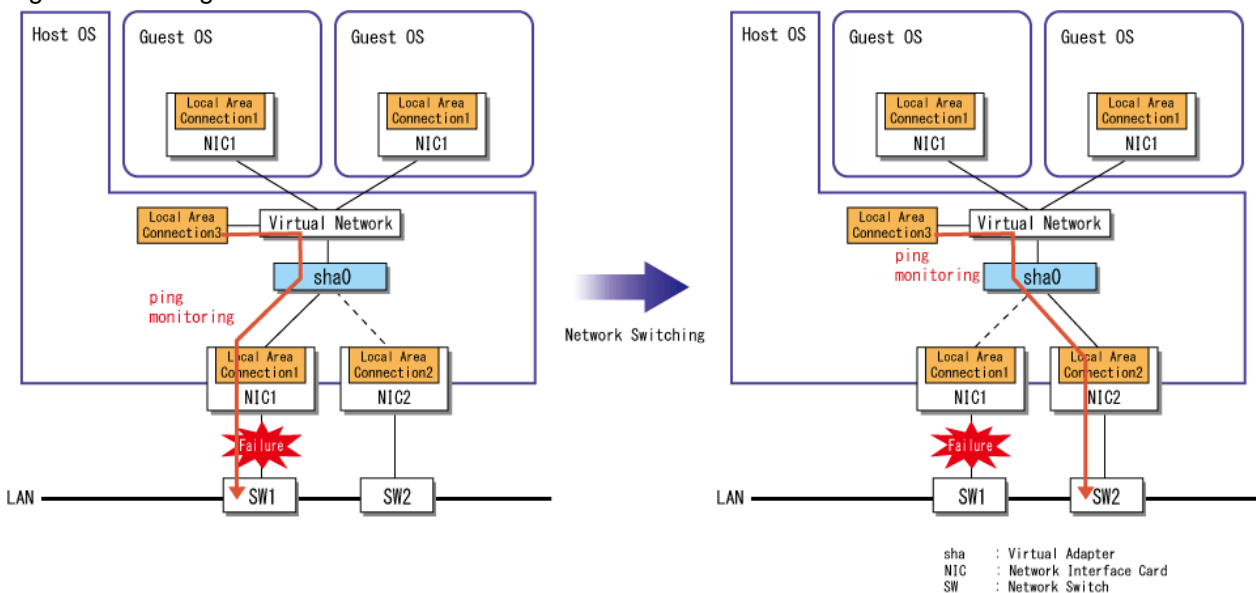 Host OS
Guest OS
Guest OS
Local Area
Connection1
NIC1
Local Area
Connection1
NIC1
Local Area
Connection3
Virtual Network
sha0
ping
monitoring
Local Area
Connection1
NIC1
Local Area
Connection2
NIC2
Failure
LAN
SW1
SW2
Network Switching
Host OS
Guest OS
Guest OS
Local Area
Connection1
NIC1
Local Area
Connection1
NIC1
Local Area
Connection3
Virtual Network
ping
monitoring
sha0
Local Area
Connection1
NIC1
Local Area
Connection2
NIC2
Failure
LAN
SW1
SW2
sha : Virtual Adapter
NIC : Network Interface Card
SW : Network Switch